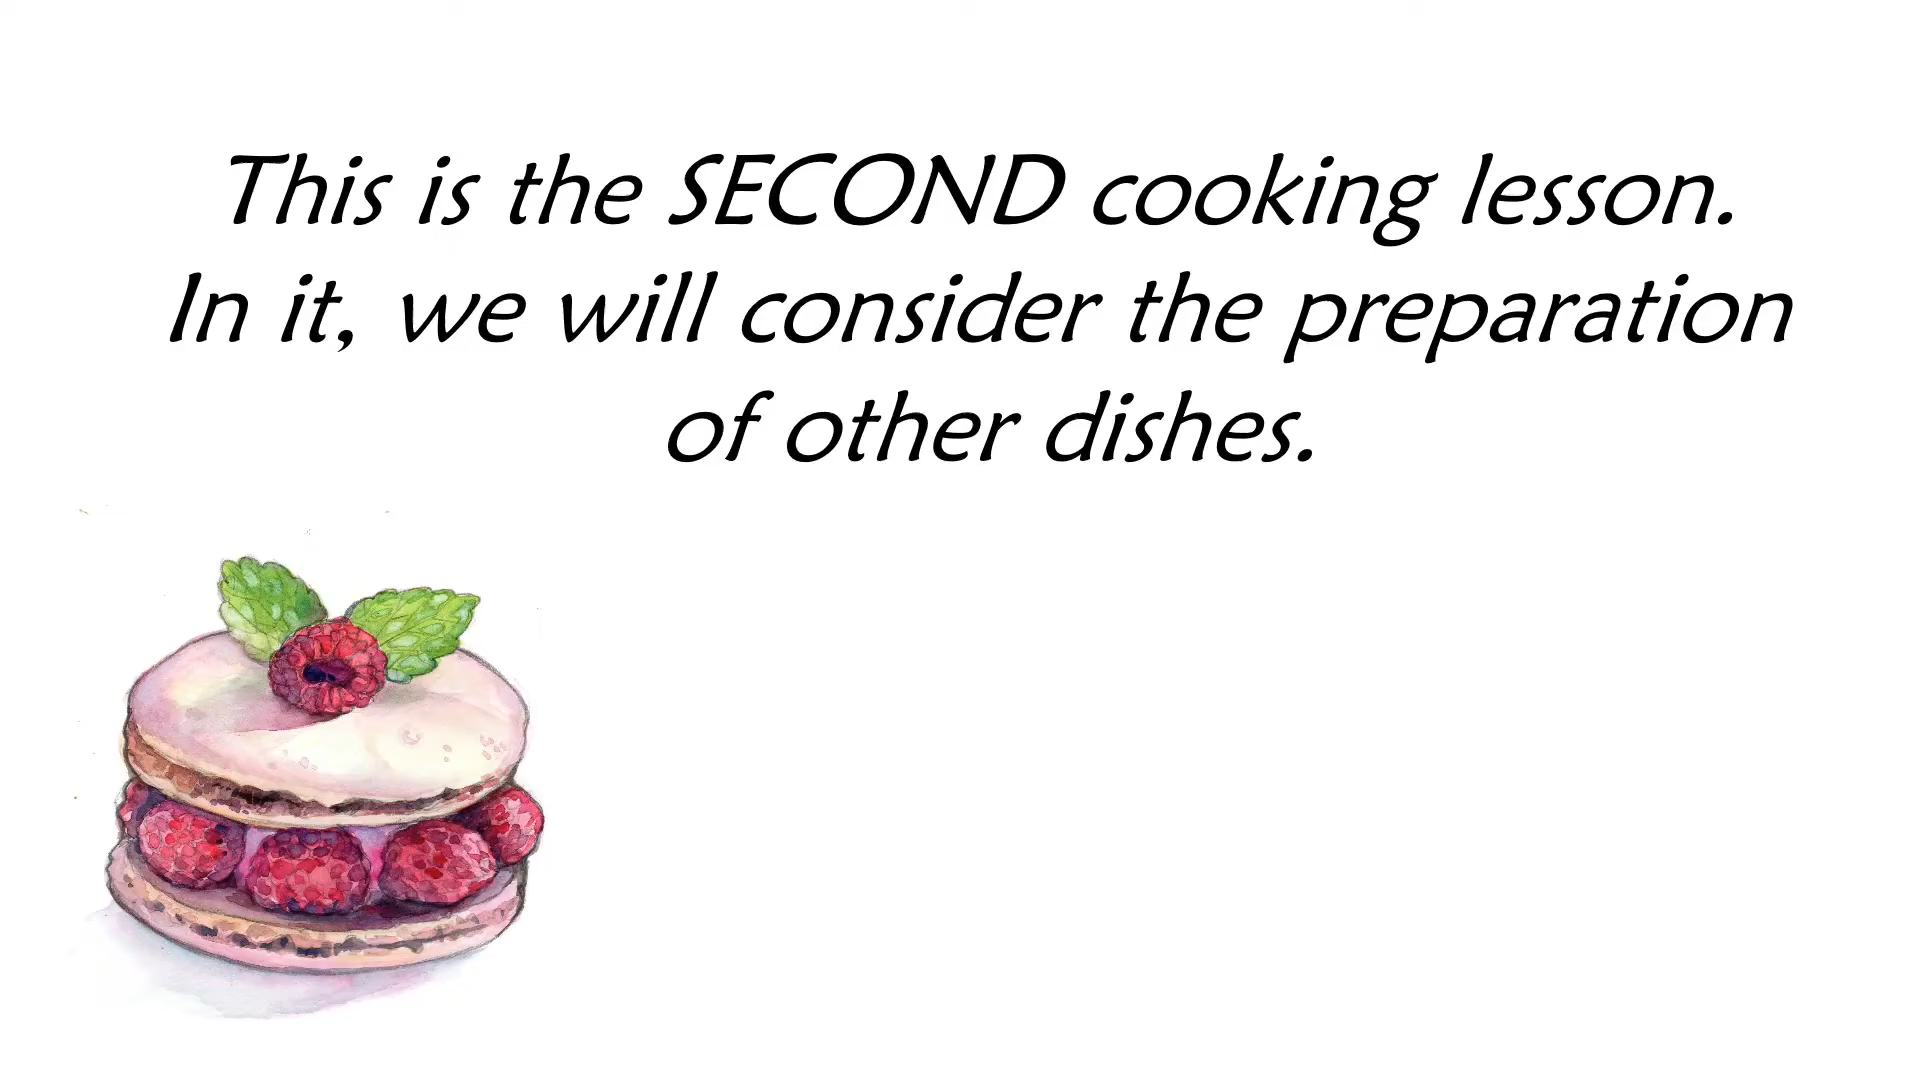 This is the SECOND cooking lesson.
In it, we will consider the preparation
of other dishes.